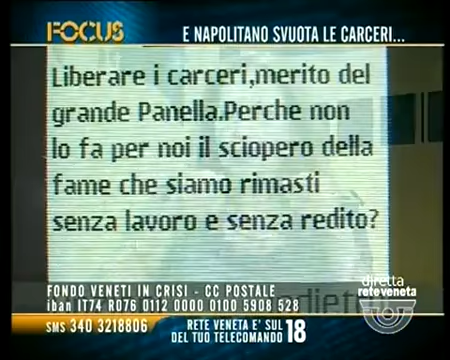 FOCUS
E NAPOLITANO SVUOTA LE CARCERI...
Liberare i carceri,merito del
grande Panella.Perche non
lo fa per noi il sciopero della
fame che siamo rimasti
senza lavoro e senza redito?
diretta
reteveneta
FONDO VENETI IN CRISI - CC POSTALE
iban IT74 R076 0112 0000 0100 5908 528
diet
SMS 340 3218806
RETE VENETA E' SUL
DEL TUO TELECOMANDO 18